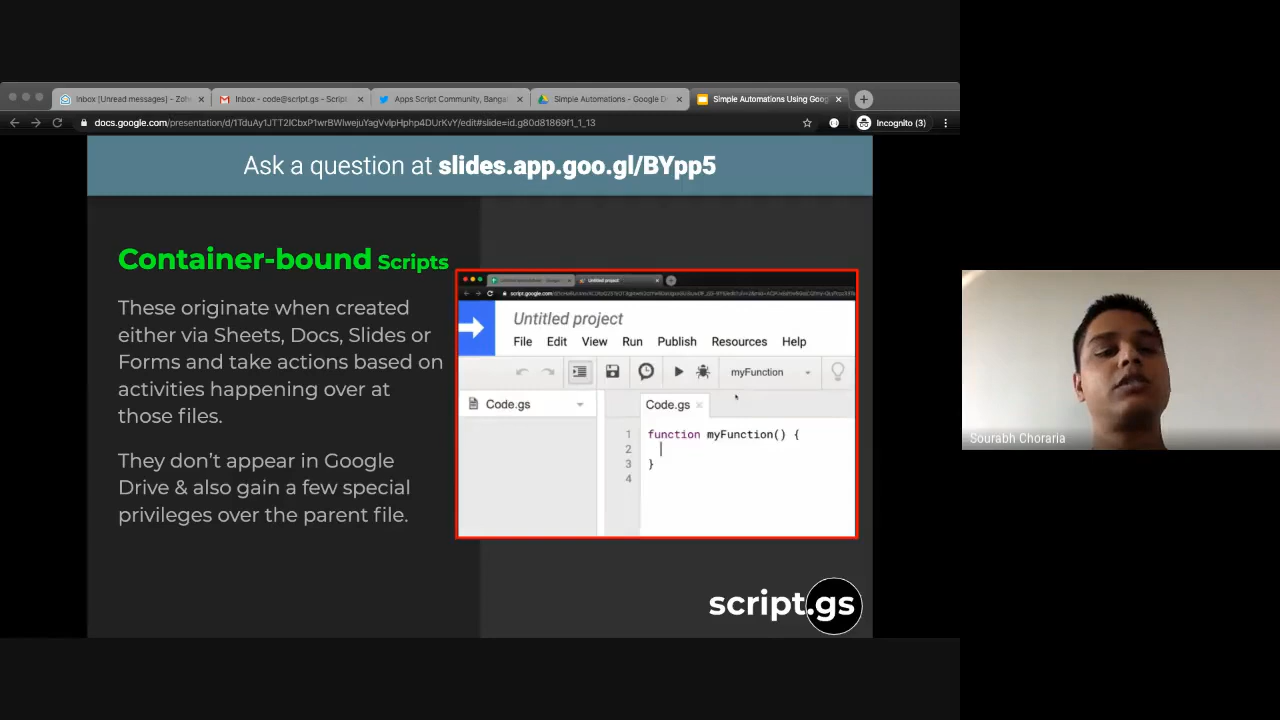 Inbox [Unread messages] - Zoh
Inbox - code@script.gs - Script
Apps Script Community, Bangal
Simple Automations - Google D
Simple Automations Using Goog
docs.google.com/presentation/d/
Incognito (3)
Ask a question at slides.app.goo.gl/BYpp5
Container-bound Scripts
These originate when created
either via Sheets, Docs, Slides or
Forms and take actions based on
activities happening over at
those files.
They don't appear in Google
Drive & also gain a few special
privileges over the parent file.
Untitled project
script.google.com
Untitled project
File Edit View Run Publish Resources Help
myFunction
Code.gs
Code.gs
1 function myFunction() {
2
3 }
4
script.gs
Sourabh Choraria